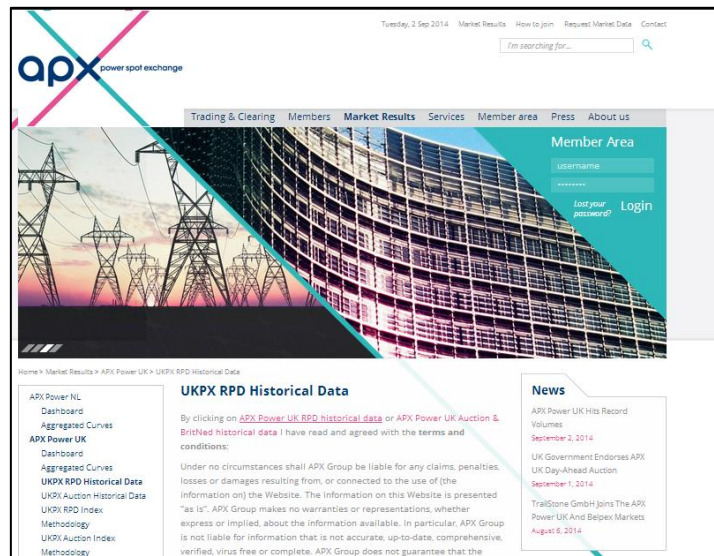 Tuesday, 2 Sep 2014 Market Results How to join Request Market Data Contact
I'm searching for...
apx power spot exchange
Trading & Clearing Members Market Results Services Member area Press About us
Member Area
username
••••••••
Lost your
password?
Login
Home > Market Results > APX Power UK > UKPX RPD Historical Data
APX Power NL
Dashboard
Aggregated Curves
APX Power UK
Dashboard
Aggregated Curves
UKPX RPD Historical Data
UKPX Auction Historical Data
UKPX RPD Index
Methodology
UKPX Auction Index
Methodology
UKPX RPD Historical Data
By clicking on APX Power UK RPD historical data or APX Power UK Auction &
BritNed historical data I have read and agreed with the terms and
conditions:
Under no circumstances shall APX Group be liable for any claims, penalties,
losses or damages resulting from, or connected to the use of (the
information on) the Website. The information on this Website is presented
"as is". APX Group makes no warranties or representations, whether
express or implied, about the information available. In particular, APX Group
is not liable for information that is not accurate, up-to-date, comprehensive,
verified, virus free or complete. APX Group does not guarantee that the
News
APX Power UK Hits Record
Volumes
September 2, 2014
UK Government Endorses APX
UK Day-Ahead Auction
September 1, 2014
TrailStone GmbH Joins The APX
Power UK And Belpex Markets
August 6, 2014